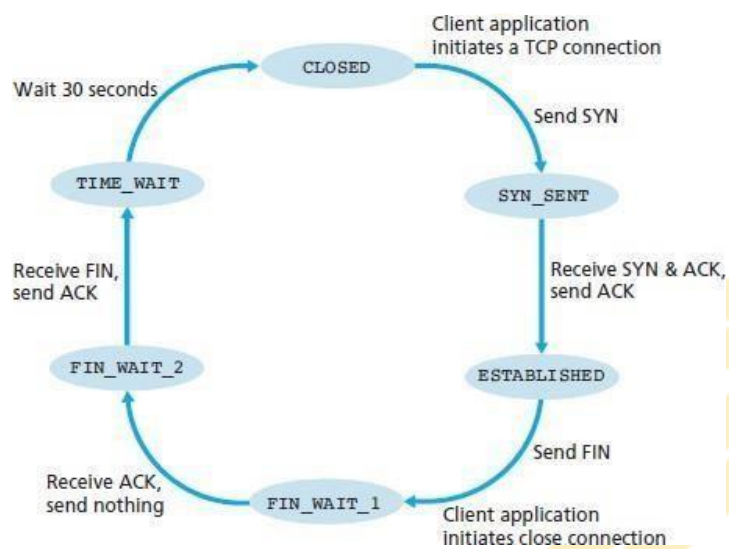 Client application
initiates a TCP connection
CLOSED
Wait 30 seconds
Send SYN
TIME_WAIT
SYN_SENT
Receive FIN,
send ACK
Receive SYN & ACK,
send ACK
FIN_WAIT_2
ESTABLISHED
Send FIN
Receive ACK,
send nothing
FIN_WAIT_1
Client application
initiates close connection